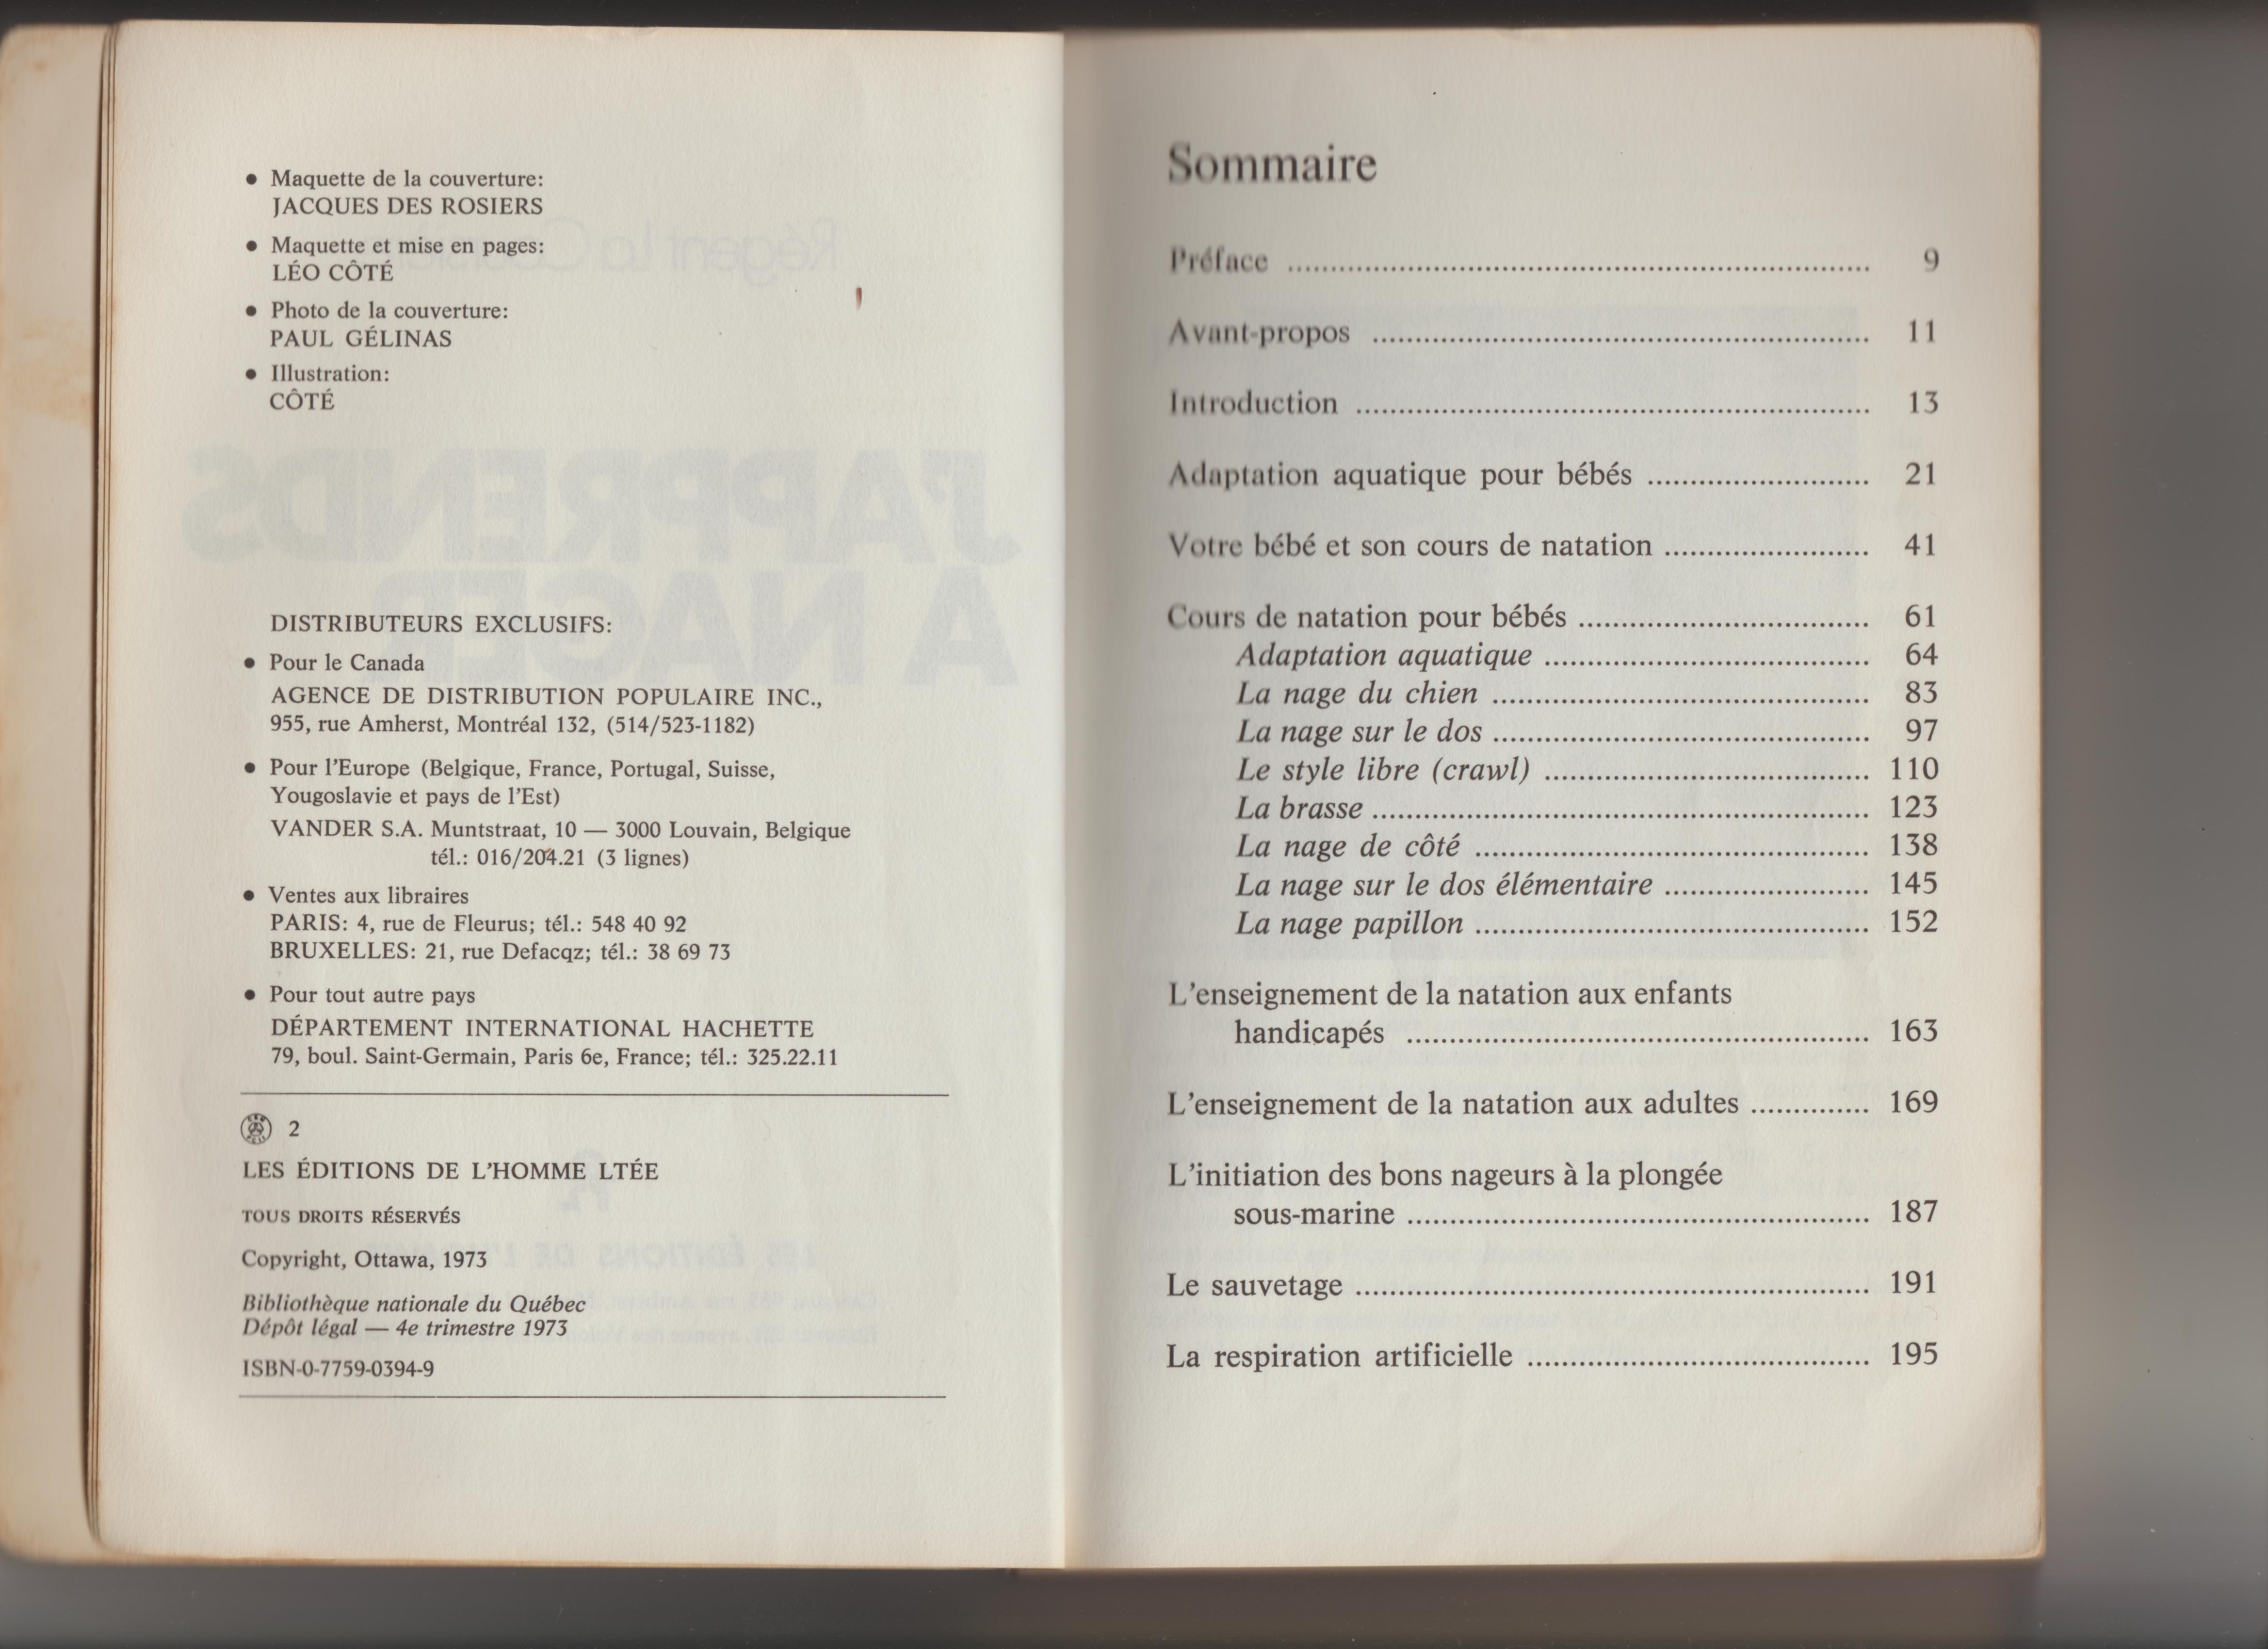 • Maquette de la couverture:
JACQUES DES ROSIERS
• Maquette et mise en pages:
LÉO CÔTÉ
• Photo de la couverture:
PAUL GÉLINAS
• Illustration:
CÔTÉ
DISTRIBUTEURS EXCLUSIFS:
• Pour le Canada
AGENCE DE DISTRIBUTION POPULAIRE INC.,
955, rue Amherst, Montréal 132, (514/523-1182)
• Pour l'Europe (Belgique, France, Portugal, Suisse,
Yougoslavie et pays de l'Est)
VANDER S.A. Muntstraat, 10 — 3000 Louvain, Belgique
tél.: 016/204.21 (3 lignes)
• Ventes aux libraires
PARIS: 4, rue de Fleurus; tél.: 548 40 92
BRUXELLES: 21, rue Defacqz; tél.: 38 69 73
• Pour tout autre pays
DÉPARTEMENT INTERNATIONAL HACHETTE
79, boul. Saint-Germain, Paris 6e, France; tél.: 325.22.11
2
LES ÉDITIONS DE L'HOMME LTÉE
TOUS DROITS RÉSERVÉS
Copyright, Ottawa, 1973
Bibliothèque nationale du Québec
Dépôt légal — 4e trimestre 1973
ISBN-0-7759-0394-9
Sommaire
Préface ........ 9
Avant-propos ........ 11
Introduction ........ 13
Adaptation aquatique pour bébés ........ 21
Votre bébé et son cours de natation ........ 41
Cours de natation pour bébés ........ 61
Adaptation aquatique ........ 64
La nage du chien ........ 83
La nage sur le dos ........ 97
Le style libre (crawl) ........ 110
La brasse ........ 123
La nage de côté ........ 138
La nage sur le dos élémentaire ........ 145
La nage papillon ........ 152
L'enseignement de la natation aux enfants
handicapés ........ 163
L'enseignement de la natation aux adultes ........ 169
L'initiation des bons nageurs à la plongée
sous-marine ........ 187
Le sauvetage ........ 191
La respiration artificielle ........ 195